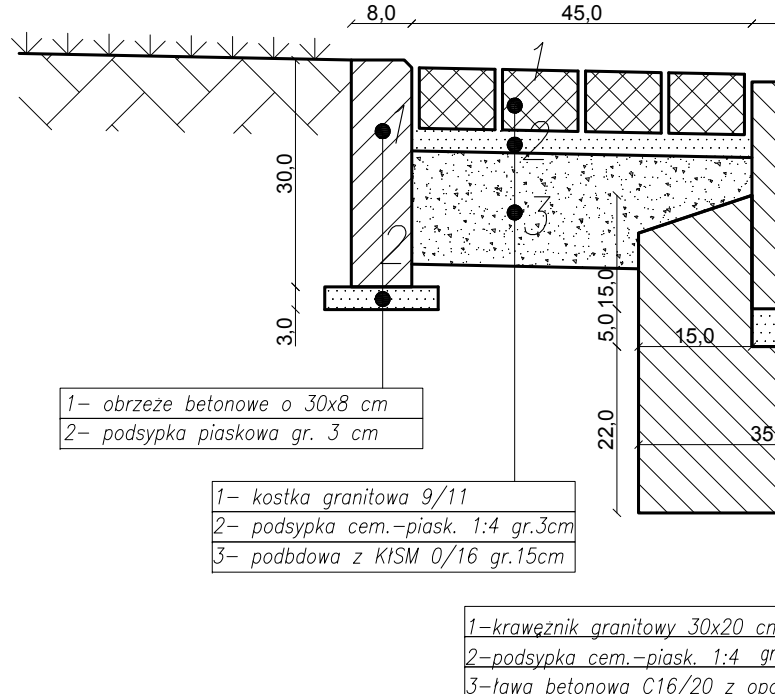 8,0
45,0
1
1
2
30,0
3
2
15,0
5,0
3,0
15,0
22,0
35
1- obrzeże betonowe o 30x8 cm
2- podsypka piaskowa gr. 3 cm
1- kostka granitowa 9/11
2- podsypka cem.-piask. 1:4 gr.3cm
3- podbdowa z KŁSM 0/16 gr.15cm
1-krawężnik granitowy 30x20 cm
2-podsypka cem.-piask. 1:4 gr
3-ława betonowa C16/20 z opo